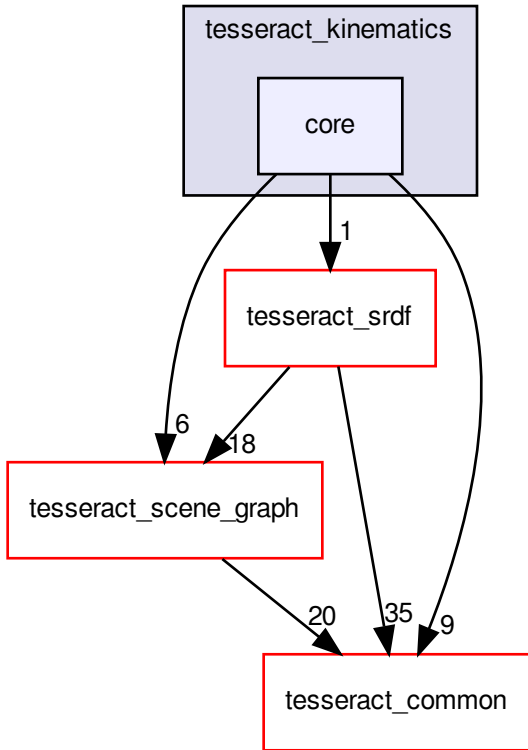 tesseract_kinematics
core
1
tesseract_srdf
6
18
tesseract_scene_graph
20
35
9
tesseract_common